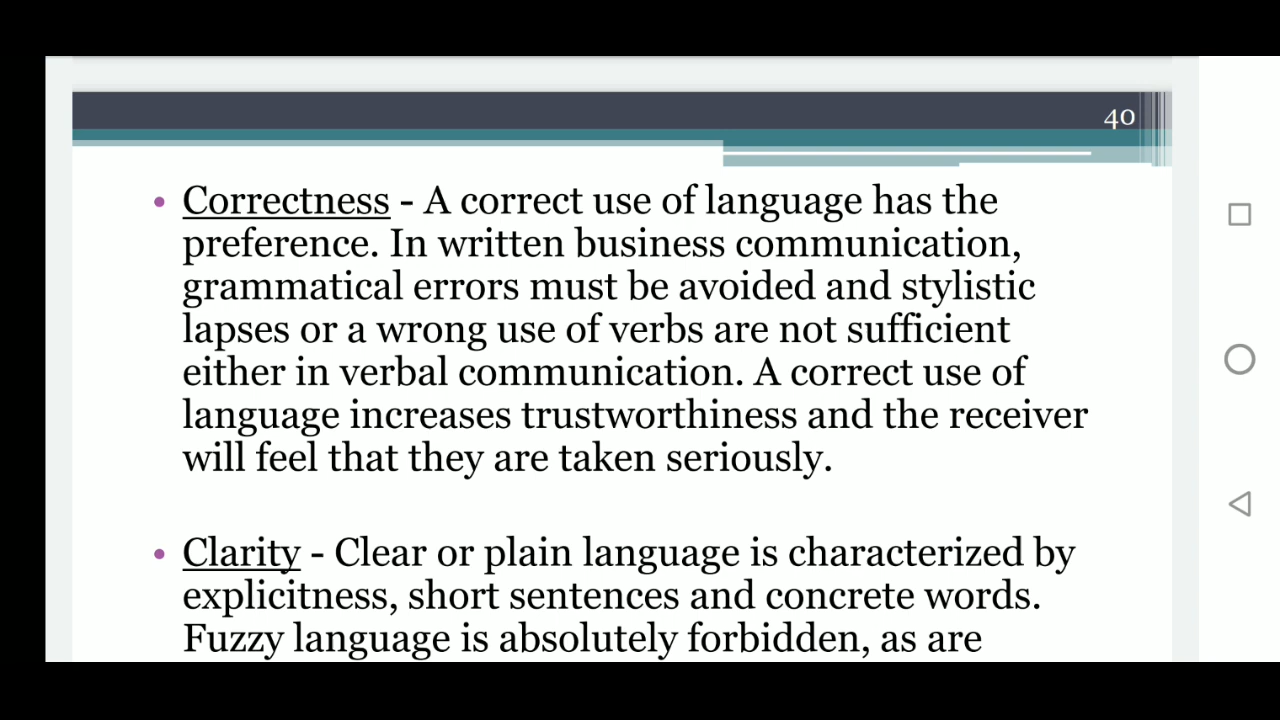 40
• Correctness - A correct use of language has the
preference. In written business communication,
grammatical errors must be avoided and stylistic
lapses or a wrong use of verbs are not sufficient
either in verbal communication. A correct use of
language increases trustworthiness and the receiver
will feel that they are taken seriously.
• Clarity - Clear or plain language is characterized by
explicitness, short sentences and concrete words.
Fuzzy language is absolutely forbidden, as are